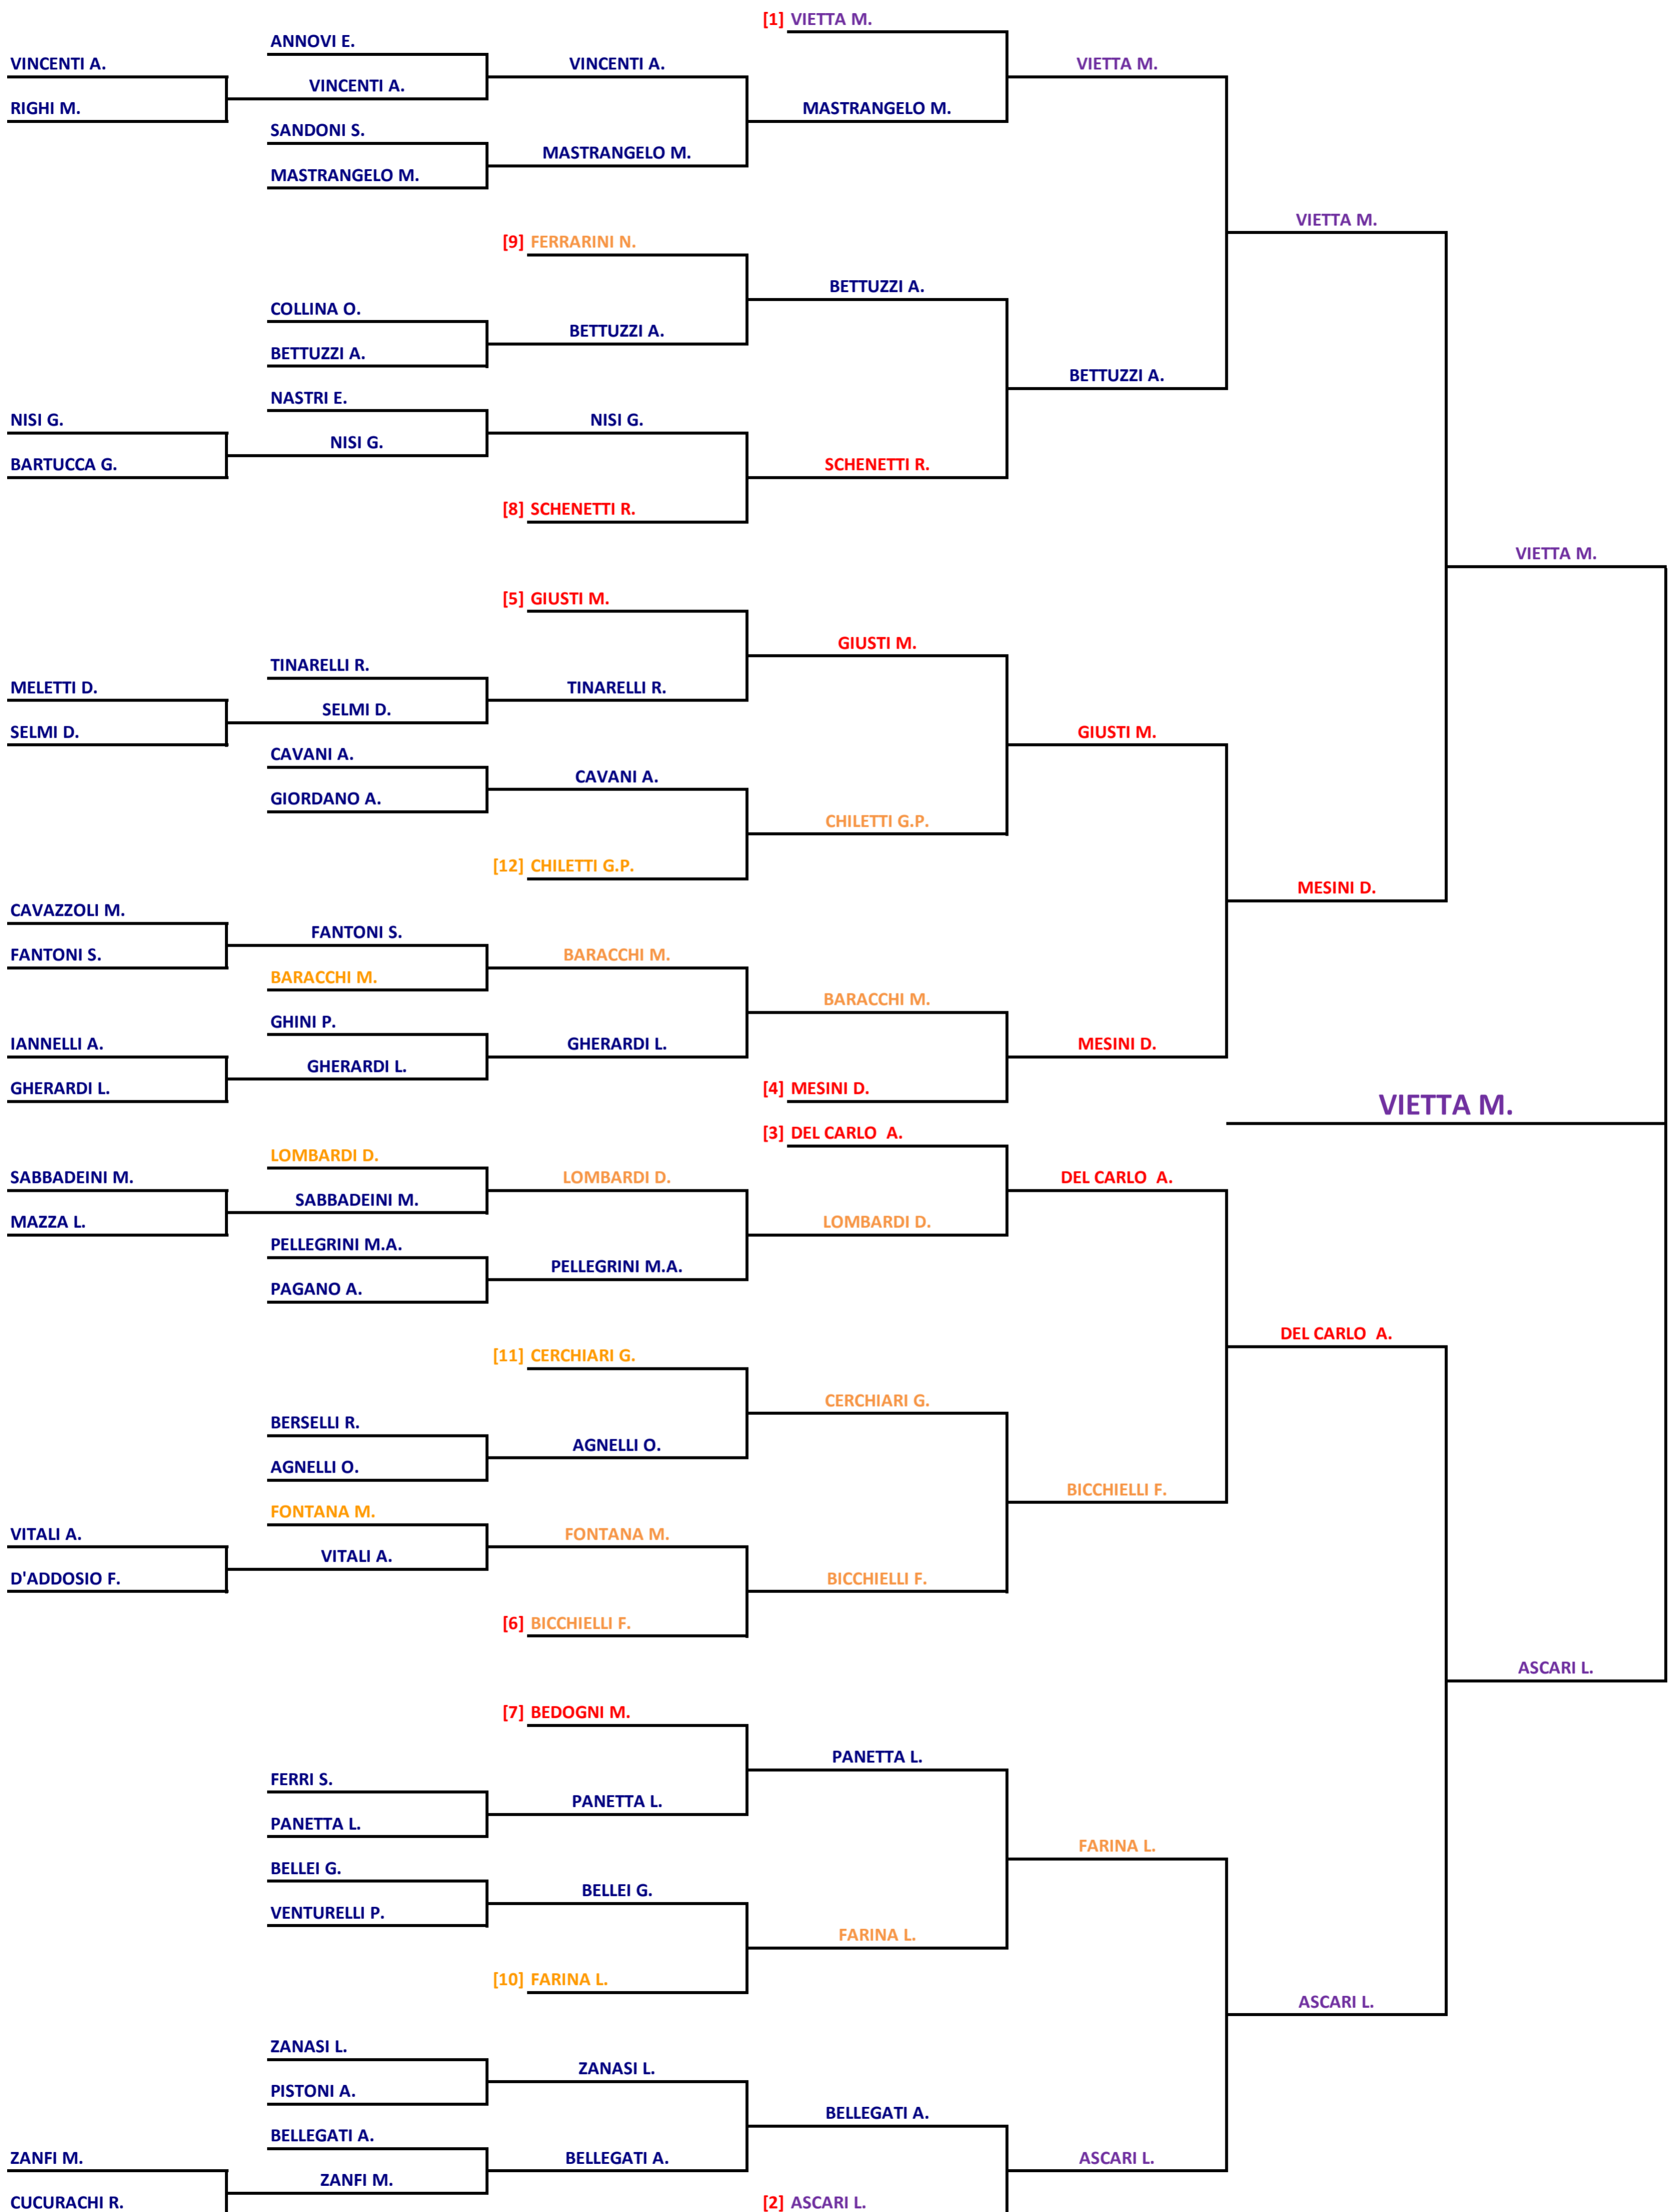 [1] VIETTA M.
ANNOVI E.
VINCENTI A. VINCENTI A. VIETTA M.
VINCENTI A.
RIGHI M. MASTRANGELO M.
SANDONI S.
MASTRANGELO M.
MASTRANGELO M.
VIETTA M.
[9] FERRARINI N.
BETTUZZI A.
COLLINA O.
BETTUZZI A.
BETTUZZI A.
BETTUZZI A.
NASTRI E.
NISI G. NISI G.
NISI G.
BARTUCCA G. SCHENETTI R.
[8] SCHENETTI R.
VIETTA M.
[5] GIUSTI M.
GIUSTI M.
TINARELLI R.
MELETTI D. TINARELLI R.
SELMI D.
SELMI D. GIUSTI M.
CAVANI A.
CAVANI A.
GIORDANO A.
CHILETTI G.P.
[12] CHILETTI G.P.
MESINI D.
CAVAZZOLI M.
FANTONI S.
FANTONI S. BARACCHI M.
BARACCHI M.
BARACCHI M.
GHINI P.
IANNELLI A. GHERARDI L. MESINI D.
GHERARDI L.
GHERARDI L. [4] MESINI D.
VIETTA M.
[3] DEL CARLO A.
LOMBARDI D.
SABBADEINI M. LOMBARDI D. DEL CARLO A.
SABBADEINI M.
MAZZA L. LOMBARDI D.
PELLEGRINI M.A.
PELLEGRINI M.A.
PAGANO A.
DEL CARLO A.
[11] CERCHIARI G.
CERCHIARI G.
BERSELLI R.
AGNELLI O.
AGNELLI O.
BICCHIELLI F.
FONTANA M.
VITALI A. FONTANA M.
VITALI A.
D'ADDOSIO F. BICCHIELLI F.
[6] BICCHIELLI F.
ASCARI L.
[7] BEDOGNI M.
PANETTA L.
FERRI S.
PANETTA L.
PANETTA L.
FARINA L.
BELLEI G.
BELLEI G.
VENTURELLI P.
FARINA L.
[10] FARINA L.
ASCARI L.
ZANASI L.
ZANASI L.
PISTONI A.
BELLEGATI A.
BELLEGATI A.
ZANFI M. BELLEGATI A. ASCARI L.
ZANFI M.
CUCURACHI R. [2] ASCARI L.